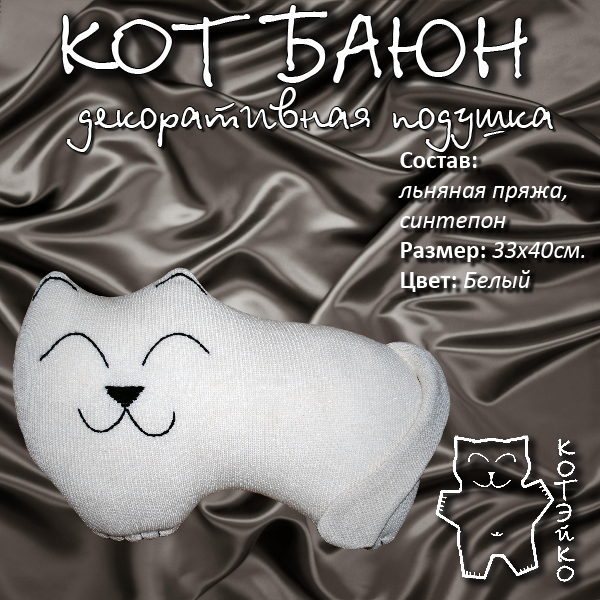 КОТ БАЮН
декоративная подушка
Состав:
льняная пряжа,
синтепон
Размер: 33х40см.
Цвет: Белый
КОТЭЙКО